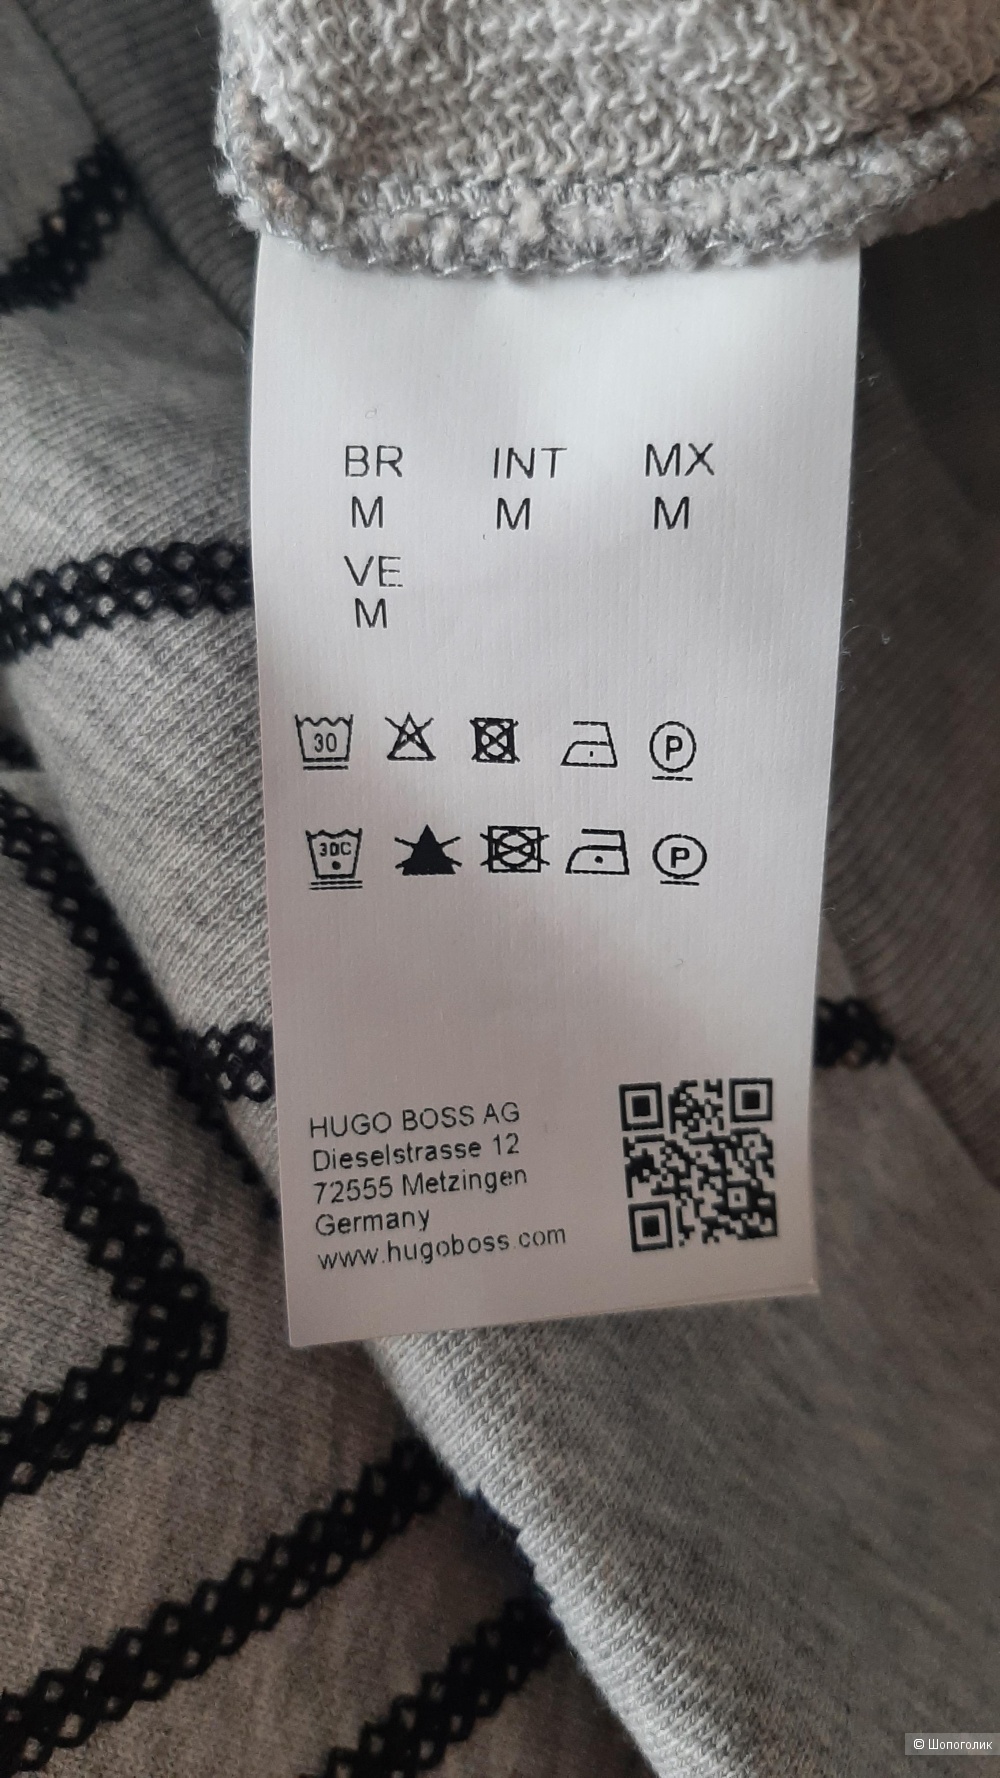 BR INT MX
M M M
VE
M
30 P
30C P
HUGO BOSS AG
Dieselstrasse 12
72555 Metzingen
Germany
www.hugoboss.com
© Шопоголик